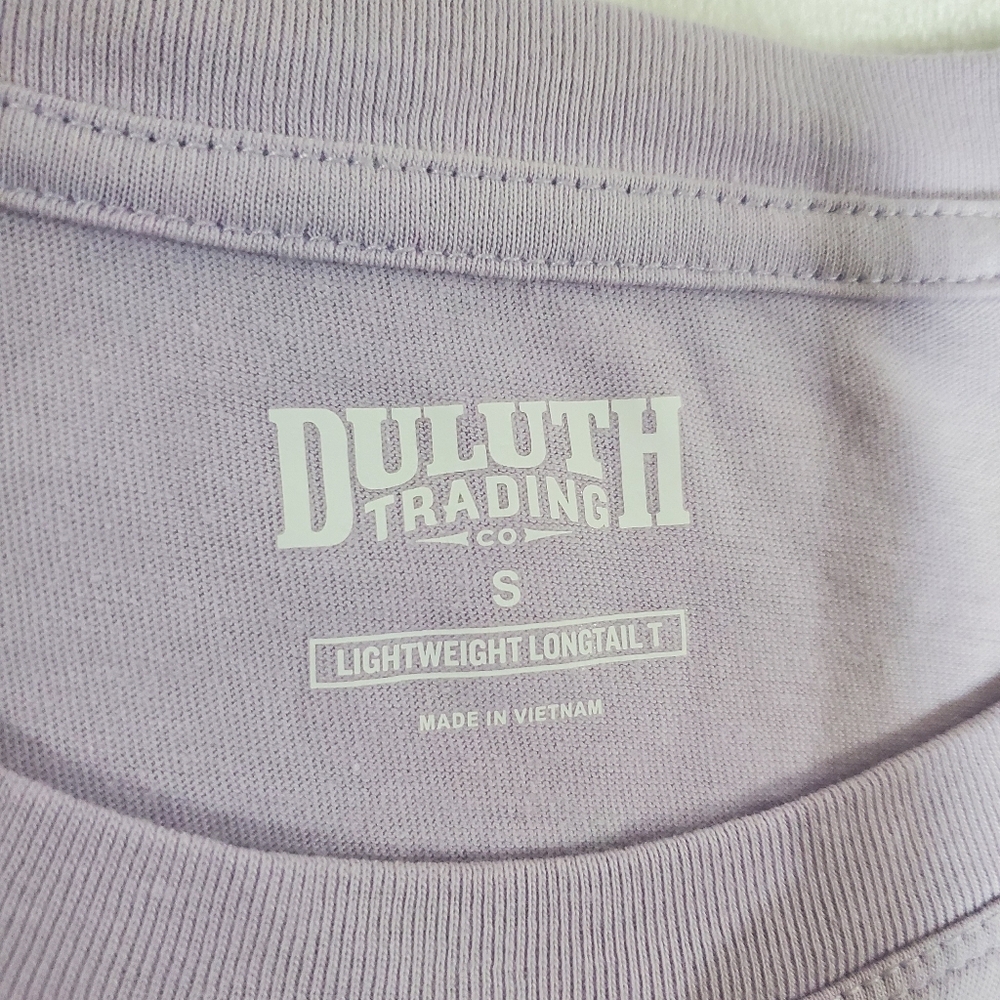 DULUTH
TRADING
CO
S
LIGHTWEIGHT LONGTAIL T
MADE IN VIETNAM